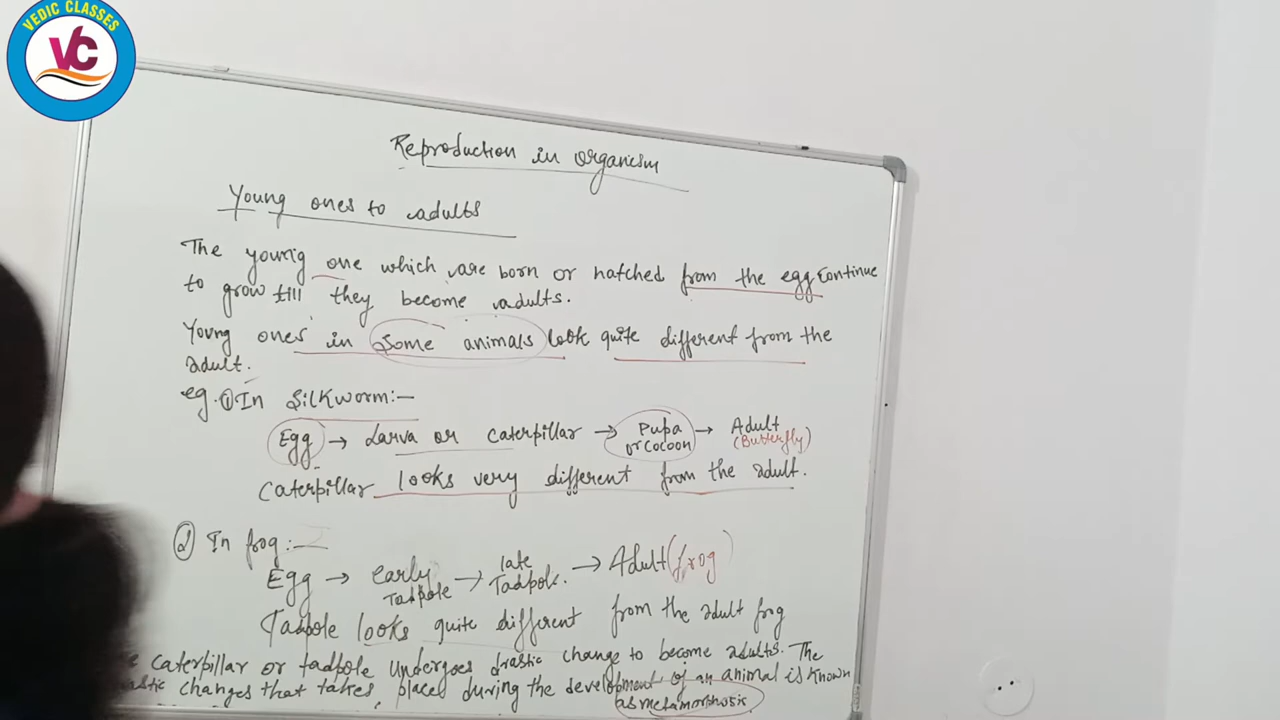 VEDIC CLASSES
VC
Reproduction in organism
Young ones to adults
The young one which are born or hatched from the egg continue
to grow till they become adults.
Young ones in some animals look quite different from the
adult.
eg. ① In Silkworm:-
Egg → Larva or caterpillar → Pupa or Cocoon → Adult (Butterfly)
Caterpillar looks very different from the adult.
② In frog:-
Egg → early Tadpole → late Tadpole. → Adult (frog)
Tadpole looks quite different from the adult frog
caterpillar or tadpole undergoes drastic change to become adults. The
changes that takes places during the development of an animal is known
as metamorphosis